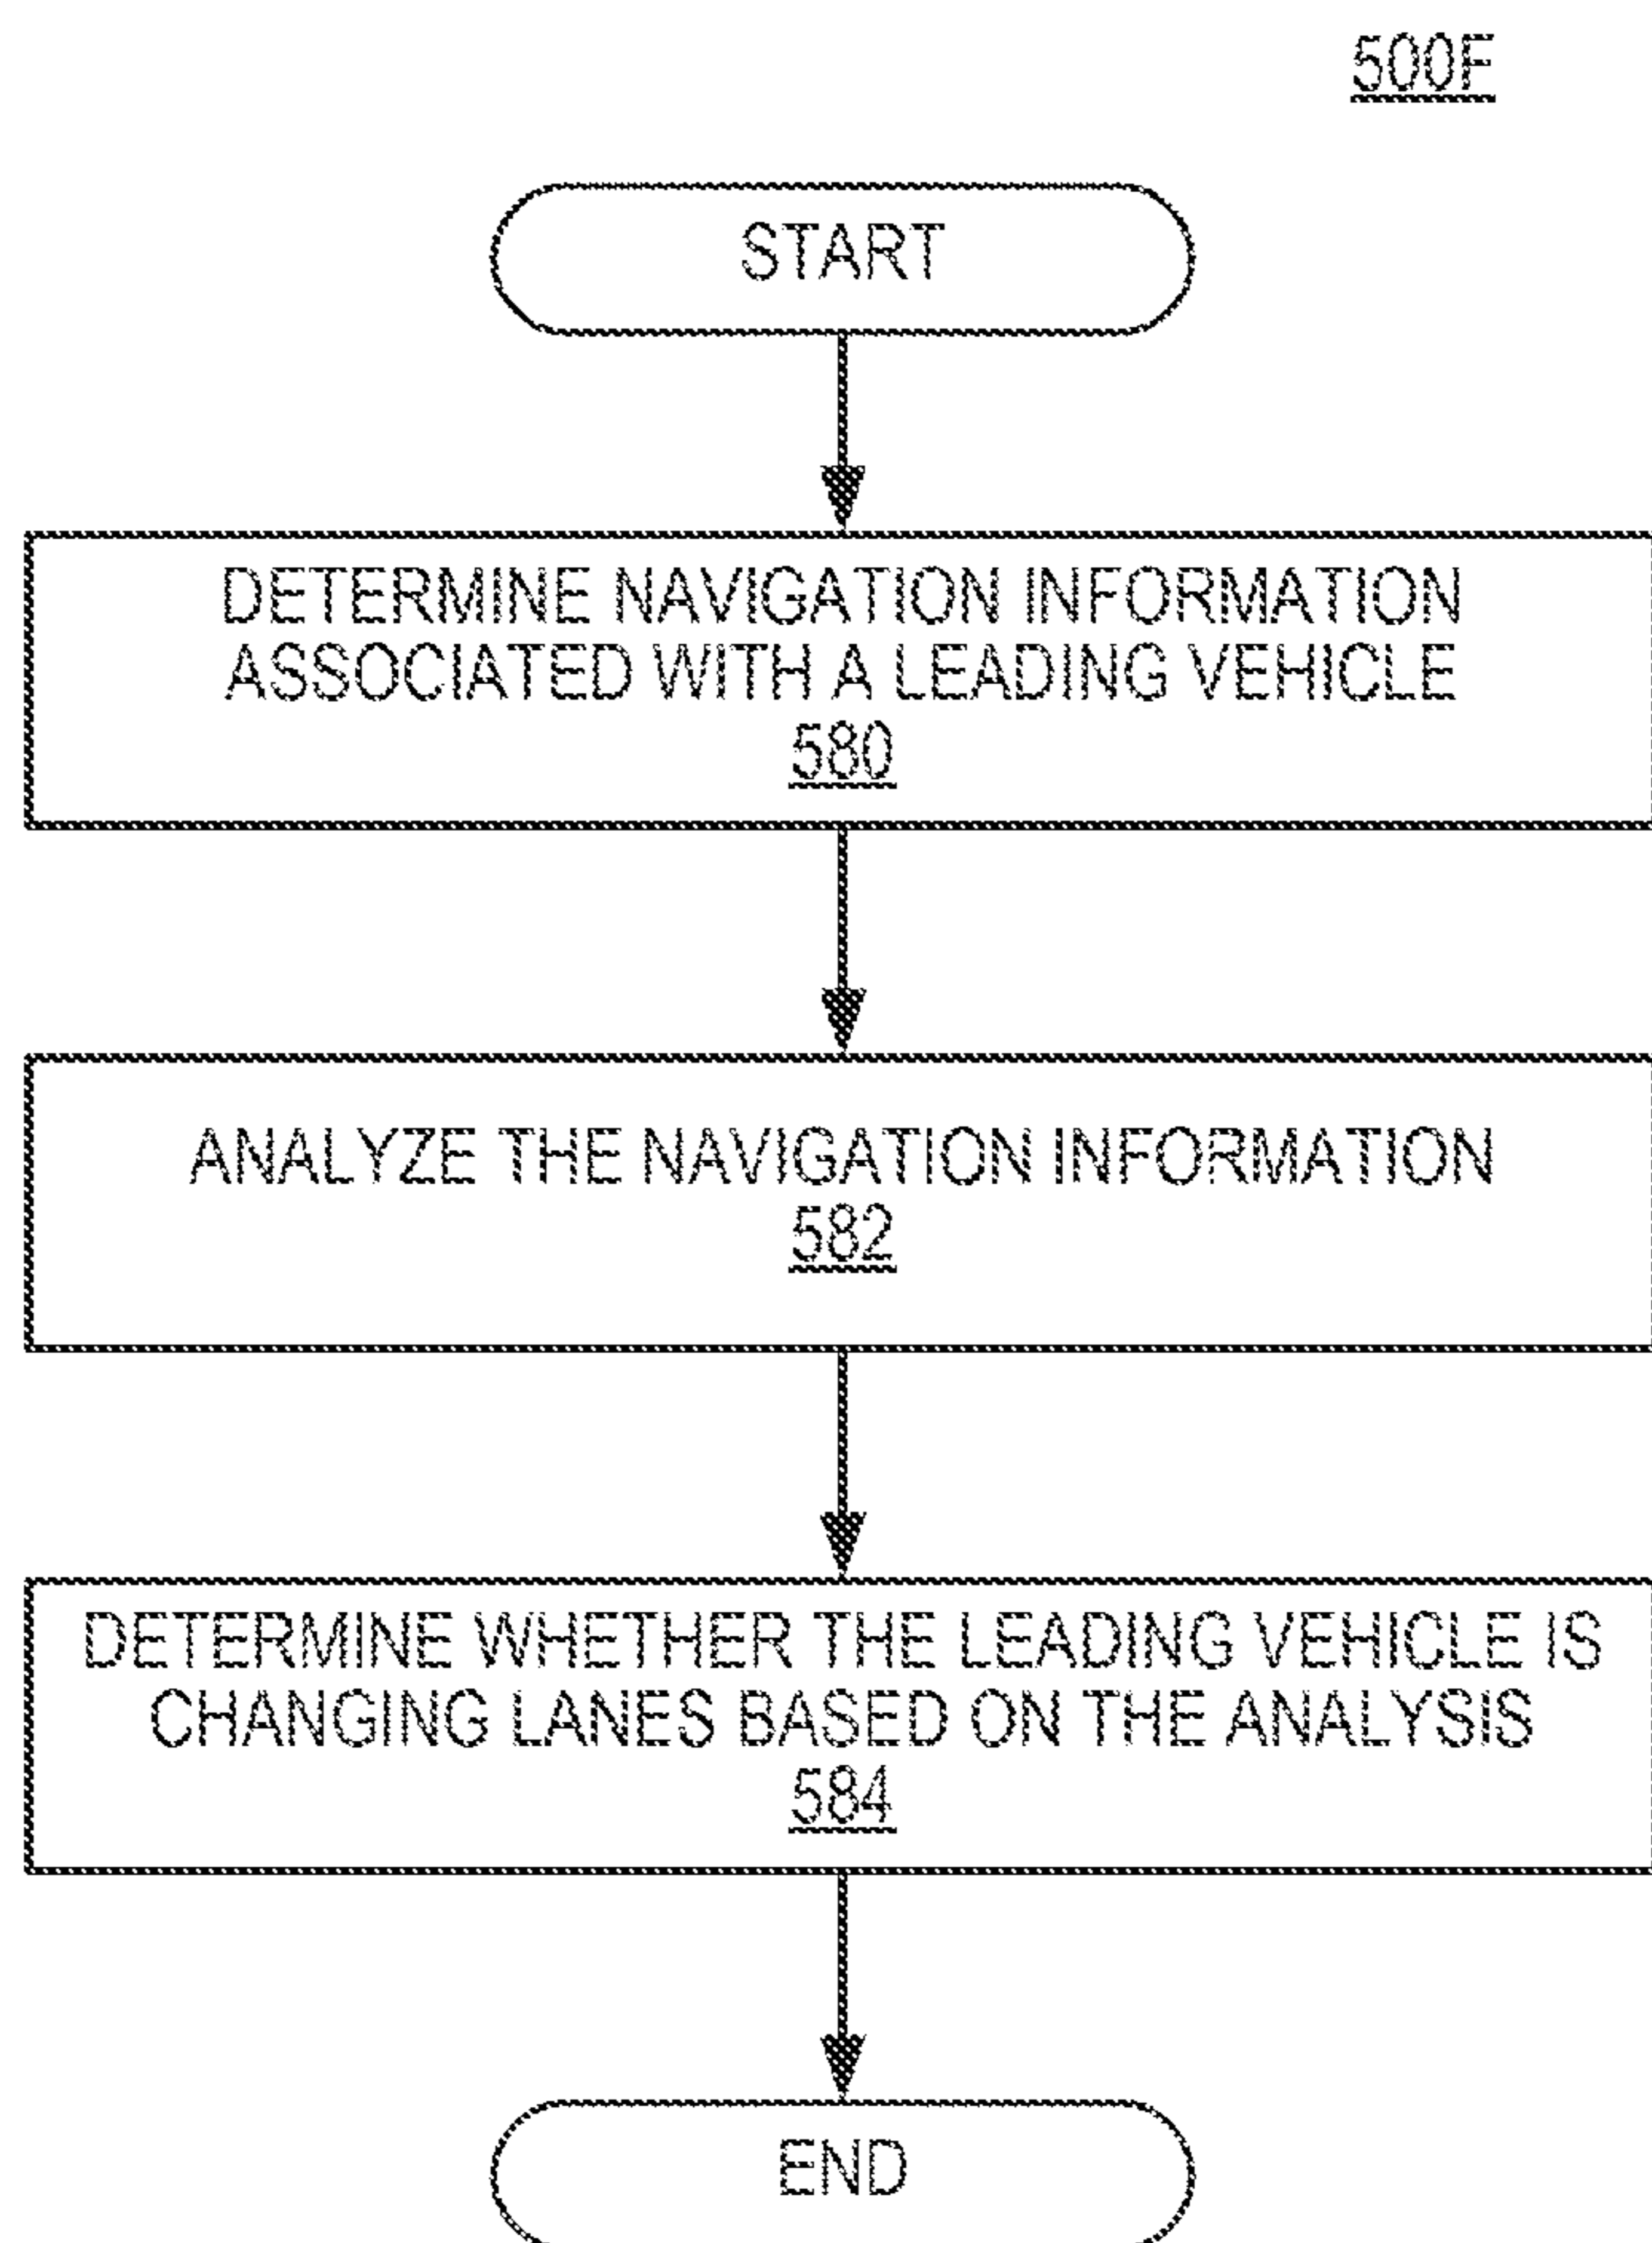 500F
START
DETERMINE NAVIGATION INFORMATION
ASSOCIATED WITH A LEADING VEHICLE
580
ANALYZE THE NAVIGATION INFORMATION
582
DETERMINE WHETHER THE LEADING VEHICLE IS
CHANGING LANES BASED ON THE ANALYSIS
584
END